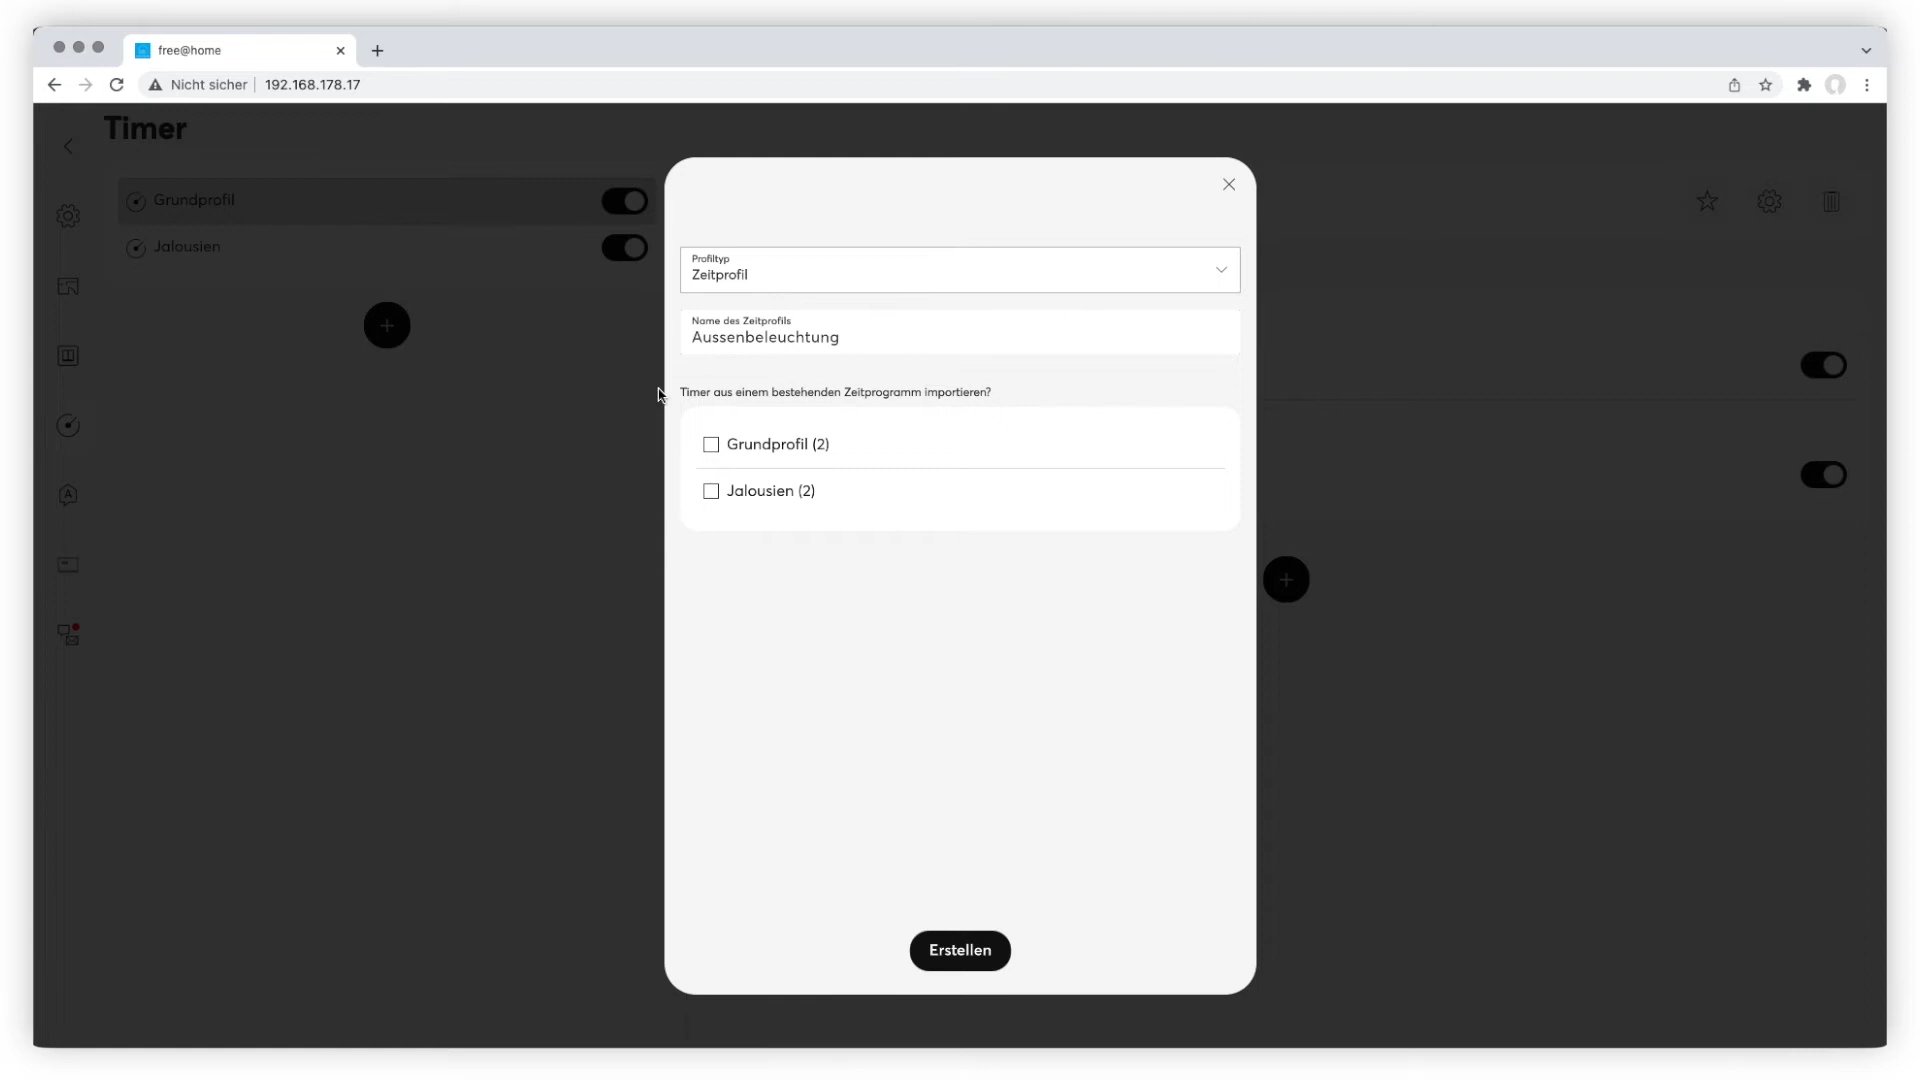 free@home
Nicht sicher
192.168.178.17
Timer
Grundprofil
Jalousien
Profiltyp
Zeitprofil
Name des Zeitprofils
Aussenbeleuchtung
Timer aus einem bestehenden Zeitprogramm importieren?
Grundprofil (2)
Jalousien (2)
Erstellen